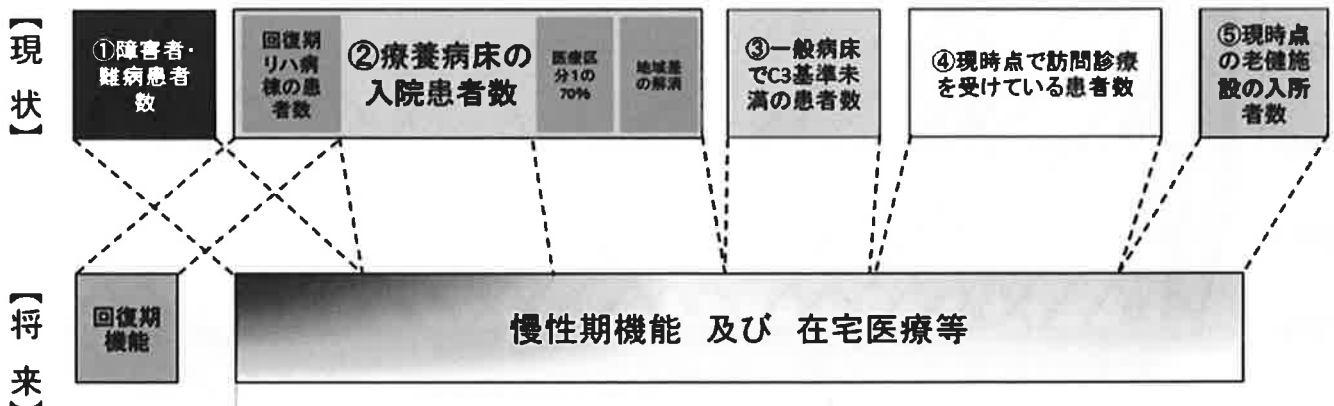 【現状】
①障害者・
難病患者
数
回復期
リハ病
棟の患
者数
②療養病床の
入院患者数
医療区
分1の
70%
地域差
の解消
③一般病床
でC3基準未
満の患者数
④現時点で訪問診療
を受けている患者数
⑤現時点
の老健施
設の入所
者数
【将来】
回復期
機能
慢性期機能 及び 在宅医療等